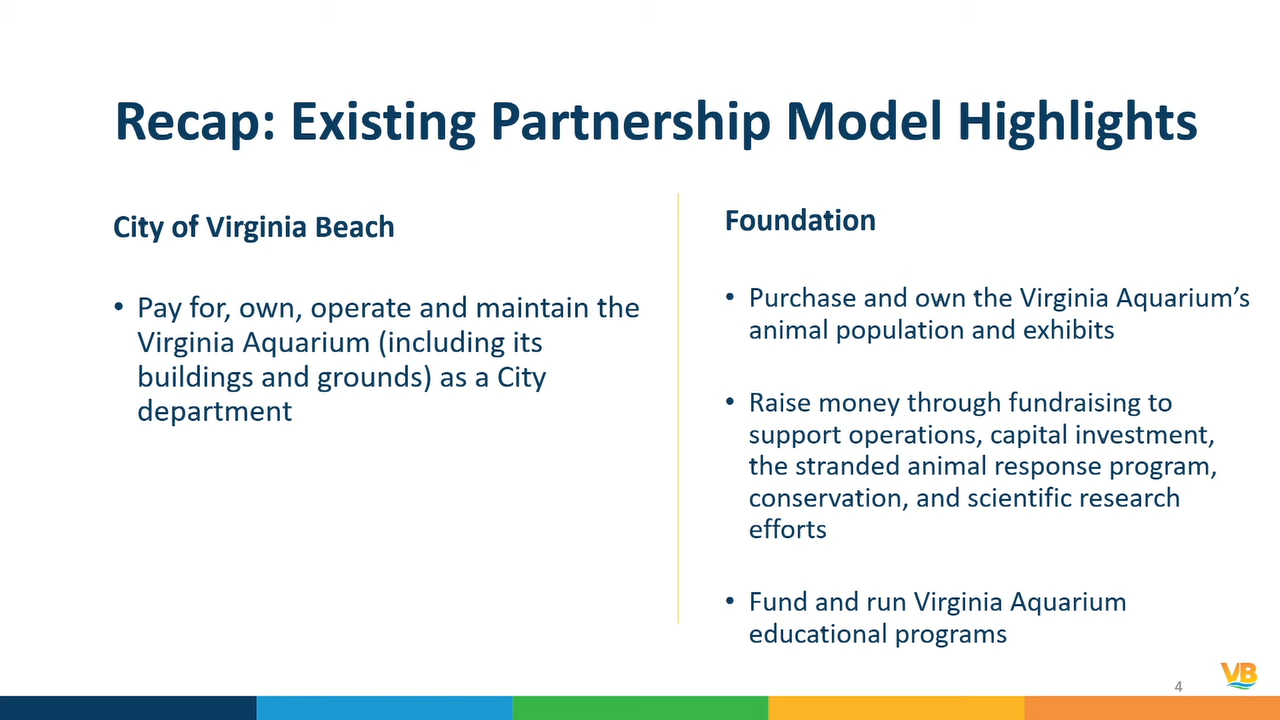 Recap: Existing Partnership Model Highlights
City of Virginia Beach
• Pay for, own, operate and maintain the
Virginia Aquarium (including its
buildings and grounds) as a City
department
Foundation
• Purchase and own the Virginia Aquarium’s
animal population and exhibits
• Raise money through fundraising to
support operations, capital investment,
the stranded animal response program,
conservation, and scientific research
efforts
• Fund and run Virginia Aquarium
educational programs
4
VB